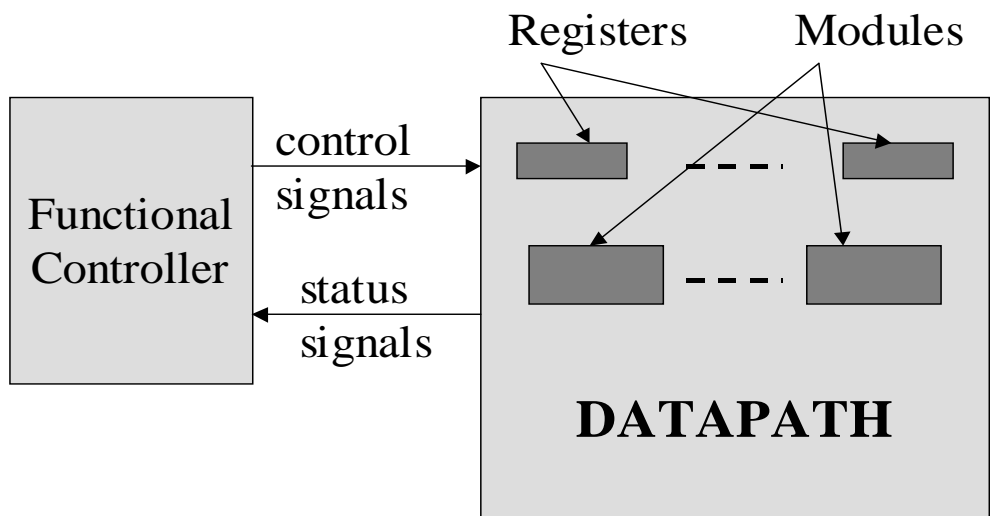 Registers
Modules
control
signals
Functional
Controller
status
signals
DATAPATH